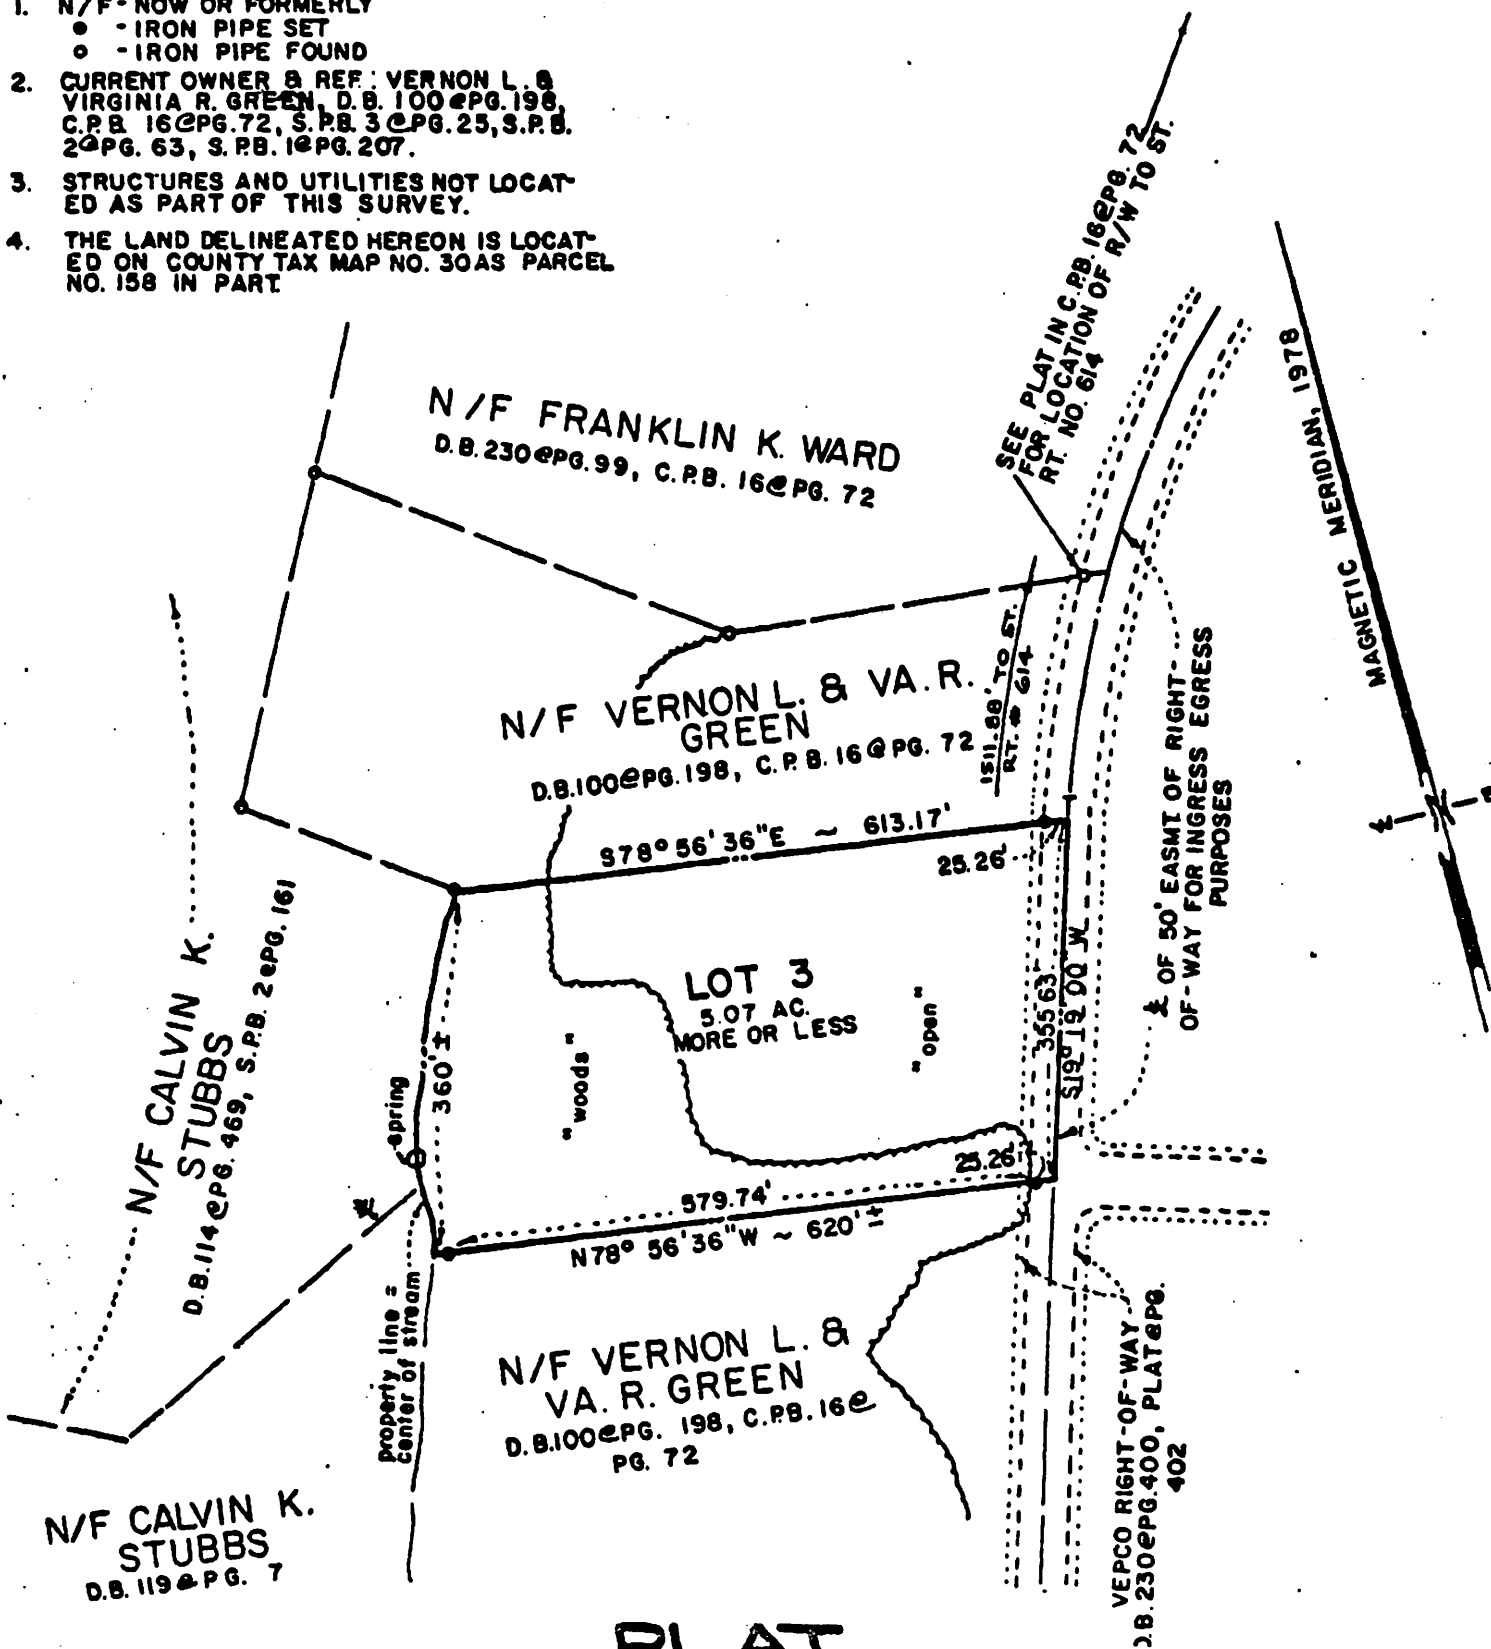 1. N/F - NOW OR FORMERLY
● - IRON PIPE SET
○ - IRON PIPE FOUND
2. CURRENT OWNER & REF.: VERNON L. &
VIRGINIA R. GREEN, D.B. 100@PG. 198,
C.P.B. 16@PG. 72, S.P.B. 3@PG. 25, S.P.B.
2@PG. 63, S.P.B. 1@PG. 207.
3. STRUCTURES AND UTILITIES NOT LOCAT-
ED AS PART OF THIS SURVEY.
4. THE LAND DELINEATED HEREON IS LOCAT-
ED ON COUNTY TAX MAP NO. 30 AS PARCEL
NO. 158 IN PART.
SEE PLAT IN C.P.B. 16@PG. 72
FOR LOCATION OF R/W TO ST.
RT. NO. 614
MAGNETIC MERIDIAN, 1978
N/F FRANKLIN K. WARD
D.B. 230@PG. 99, C.P.B. 16@PG. 72
N/F VERNON L. & VA. R.
GREEN
D.B. 100@PG. 198, C.P.B. 16@PG. 72
1511.88' TO ST.
RT. # 614
℄ OF 50' EASMT. OF RIGHT-
OF-WAY FOR INGRESS EGRESS
PURPOSES
S78° 56' 36"E ~ 613.17'
25.26'
N/F CALVIN K.
STUBBS
D.B. 114@PG. 469, S.P.B. 2@PG. 161
LOT 3
5.07 AC.
MORE OR LESS
"woods"
"open"
360'±
355.63
S19° 19' 00" W
spring
℄
25.26'
579.74'
N78° 56' 36"W ~ 620'±
property line =
center of stream
N/F VERNON L. &
VA. R. GREEN
D.B. 100@PG. 198, C.P.B. 16@
PG. 72
VEPCO RIGHT-OF-WAY
D.B. 230@PG. 400, PLAT@PG.
402
N/F CALVIN K.
STUBBS
D.B. 119@PG. 7
PLAT